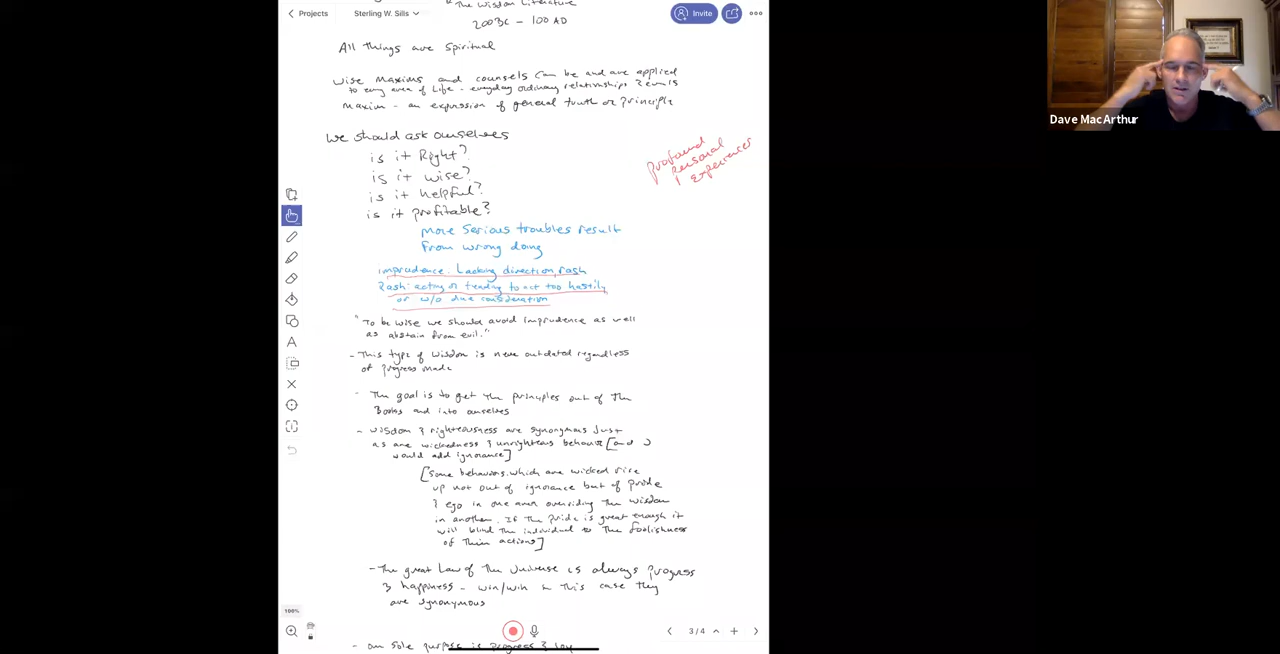 Projects
Sterling W. Sills
Invite
"The Wisdom Literature
200BC - 100 AD
All Things are Spiritual
Wise Maxims and counsels can be and are applied
to every area of Life - everyday ordinary relationships & events
Maxim - an expression of general truth or principle
We should ask ourselves
is it Right?
is it wise?
is it helpful?
is it profitable?
profound
personal
experiences
More Serious troubles result
From wrong doing
imprudence. Lacking direction, rash
Rash: acting or tending to act too hastily
or w/o due consideration
"To be wise we should avoid imprudence as well
as abstain from evil."
- This type of wisdom is never outdated regardless
of progress made
- The goal is to get the principles out of the
Books and into ourselves
- wisdom & righteousness are synonymous Just
as are wickedness & unrighteous behavior [and I
would add ignorance]
[Some behaviors which are wicked rise
up not out of ignorance but of pride
& ego in one area overriding the wisdom
in another. If the pride is great enough it
will blind the individual to the foolishness
of their actions]
- The great Law of the Universe is always progress
& happiness - win/win in this case they
are synonymous
- our sole purpose is progress & Joy
100%
3/4
Dave MacArthur